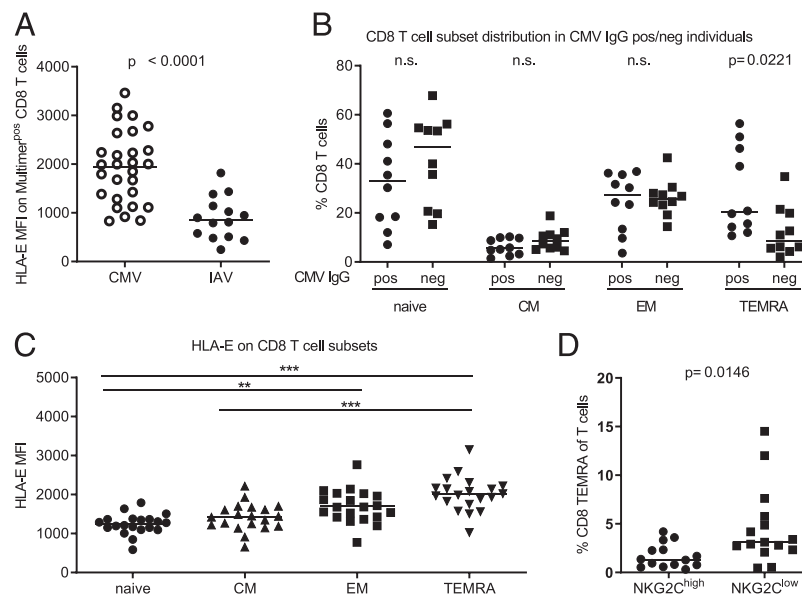 A
p < 0.0001
HLA-E MFI on Multimerpos CD8 T cells
4000
3000
2000
1000
0
CMV IAV
B
CD8 T cell subset distribution in CMV IgG pos/neg individuals
n.s. n.s. n.s. p= 0.0221
% CD8 T cells
80
60
40
20
0
CMV IgG pos neg pos neg pos neg pos neg
naive CM EM TEMRA
C
HLA-E on CD8 T cell subsets
HLA-E MFI
5000
4000
3000
2000
1000
0
***
**
***
naive CM EM TEMRA
D
p= 0.0146
% CD8 TEMRA of T cells
20
15
10
5
0
NKG2Chigh NKG2Clow